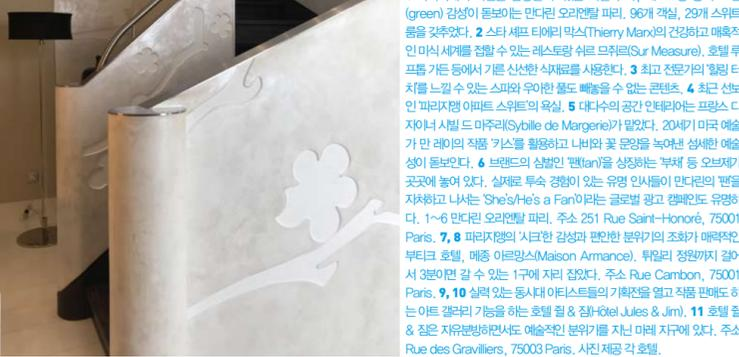 (green) 감성이 돋보이는 만다린 오리엔탈 파리. 96개 객실, 29개 스위트
룸을 갖추었다. 2 스타 셰프 티에리 막스(Thierry Marx)의 건강하고 매혹적
인 미식 세계를 접할 수 있는 레스토랑 쉬르 므쥐르(Sur Measure). 호텔 루
프톱 가든 등에서 기른 신선한 식재료를 사용한다. 3 최고 전문가의 '힐링 터
치'를 느낄 수 있는 스파와 우아한 풀도 빼놓을 수 없는 콘텐츠. 4 최근 선보
인 '파리지앵 아파트 스위트'의 욕실. 5 대다수의 공간 인테리어는 프랑스 디
자이너 시빌 드 마주리(Sybille de Margerie)가 맡았다. 20세기 미국 예술
가 만 레이의 작품 '키스'를 활용하고 나비와 꽃 문양을 녹여낸 섬세한 예술
성이 돋보인다. 6 브랜드의 심벌인 '팬(fan)'을 상징하는 '부채' 등 오브제가
곳곳에 놓여 있다. 실제로 투숙 경험이 있는 유명 인사들이 만다린의 '팬'을
자처하고 나서는 'She's/He's a Fan'이라는 글로벌 광고 캠페인도 유명하
다. 1~6 만다린 오리엔탈 파리. 주소 251 Rue Saint-Honoré, 75001
Paris. 7, 8 파리지앵의 '시크'한 감성과 편안한 분위기의 조화가 매력적인
부티크 호텔, 메종 아르망스(Maison Armance). 튀일리 정원까지 걸어
서 3분이면 갈 수 있는 1구에 자리 잡았다. 주소 Rue Cambon, 75001
Paris. 9, 10 실력 있는 동시대 아티스트들의 기획전을 열고 작품 판매도 하
는 아트 갤러리 기능을 하는 호텔 쥘 & 짐(Hôtel Jules & Jim). 11 호텔 쥘
& 짐은 자유분방하면서도 예술적인 분위기를 지닌 마레 지구에 있다. 주소
Rue des Gravilliers, 75003 Paris. 사진 제공 각 호텔.